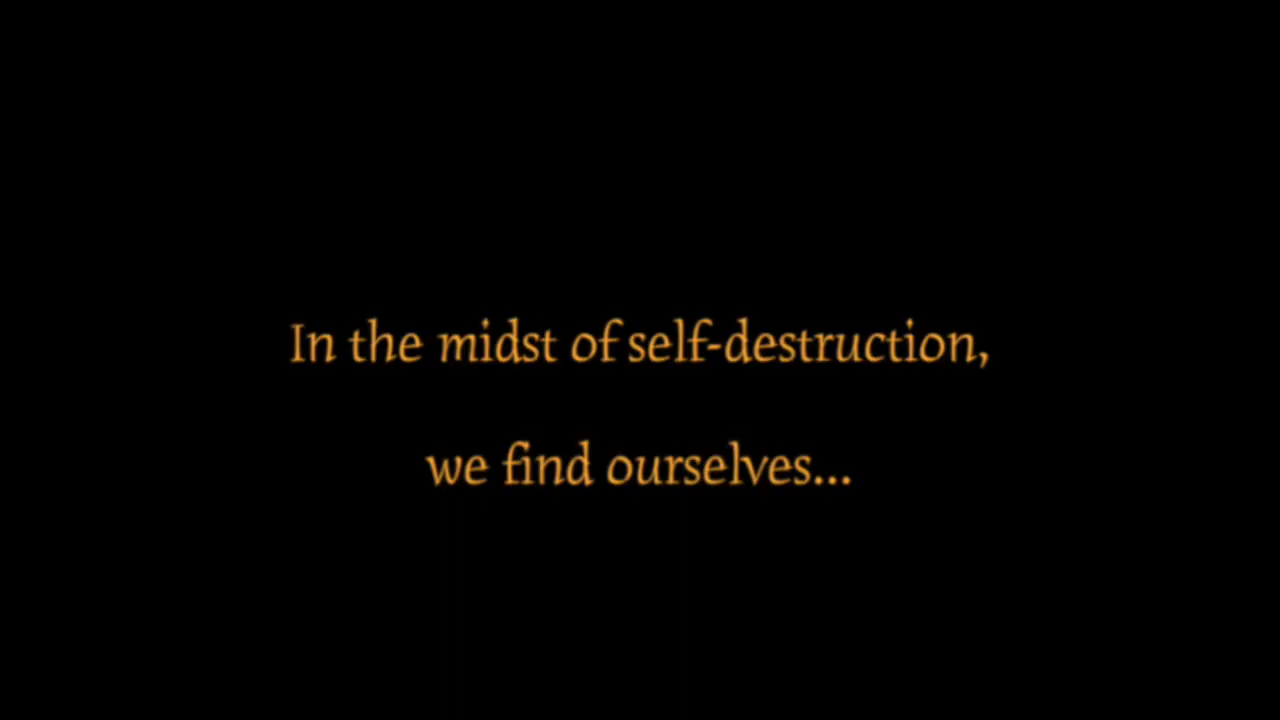 In the midst of self-destruction,
we find ourselves...